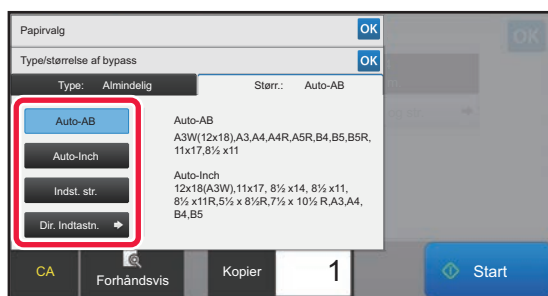 Papirvalg
OK
Type/størrelse af bypass
OK
Type: Almindelig
Størr.: Auto-AB
Auto-AB
Auto-Inch
Indst. str.
Dir. Indtastn.
Auto-AB
A3W(12x18),A3,A4,A4R,A5R,B4,B5,B5R,
11x17,8½ x11
Auto-Inch
12x18(A3W),11x17, 8½ x14, 8½ x11,
8½ x11R,5½ x 8½R,7½ x 10½ R,A3,A4,
B4,B5
OK
CA
Forhåndsvis
Kopier
1
Start